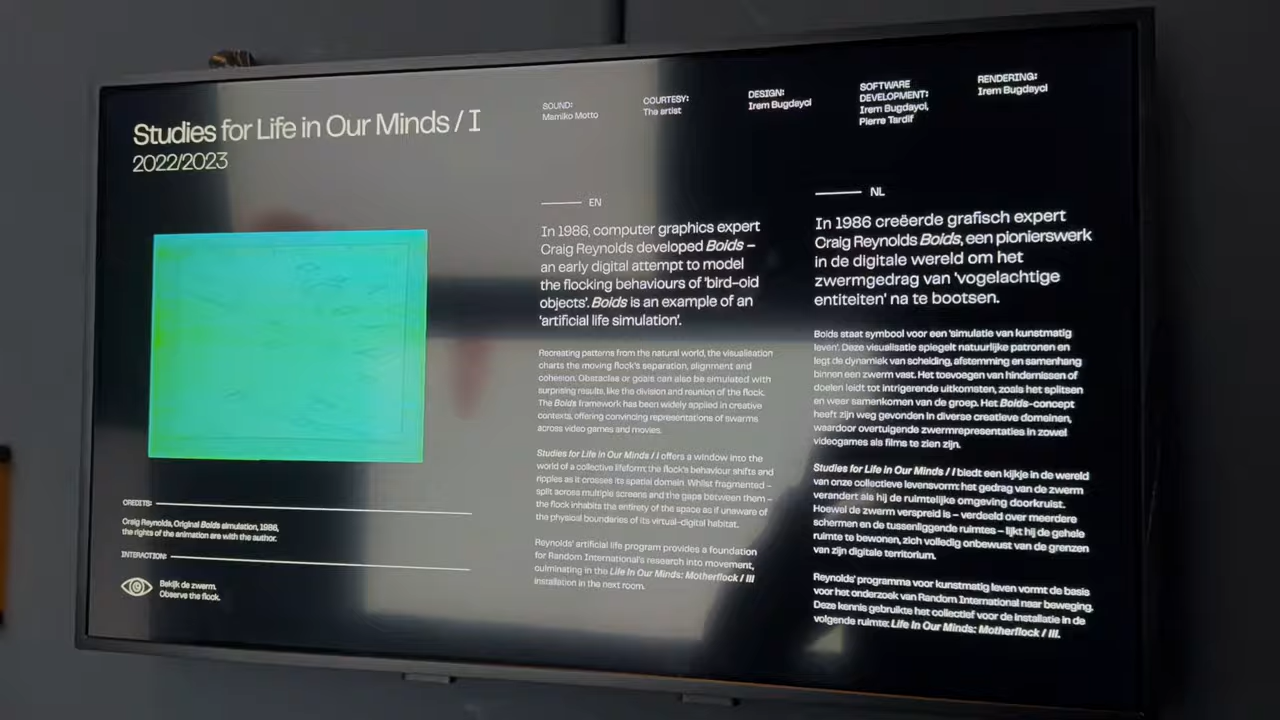 Studies for Life in Our Minds / I
2022/2023
SOUND:
Mamiko Motto
COURTESY:
The artist
DESIGN:
Irem Bugdayci
SOFTWARE
DEVELOPMENT:
Irem Bugdayci,
Pierre Tardif
RENDERING:
Irem Bugdayci
CREDITS:
Craig Reynolds, Original Boids simulation, 1986,
the rights of the animation are with the author.
INTERACTION:
Bekijk de zwerm.
Observe the flock.
EN
In 1986, computer graphics expert
Craig Reynolds developed Boids –
an early digital attempt to model
the flocking behaviours of 'bird-oid
objects'. Boids is an example of an
'artificial life simulation'.
Recreating patterns from the natural world, the visualisation
charts the moving flock's separation, alignment and
cohesion. Obstacles or goals can also be simulated with
surprising results, like the division and reunion of the flock.
The Boids framework has been widely applied in creative
contexts, offering convincing representations of swarms
across video games and movies.
Studies for Life in Our Minds / I offers a window into the
world of a collective lifeform: the flock's behaviour shifts and
ripples as it crosses its spatial domain. Whilst fragmented –
split across multiple screens and the gaps between them –
the flock inhabits the entirety of the space as if unaware of
the physical boundaries of its virtual-digital habitat.
Reynolds' artificial life program provides a foundation
for Random International's research into movement,
culminating in the Life In Our Minds: Motherflock / III
installation in the next room.
NL
In 1986 creëerde grafisch expert
Craig Reynolds Boids, een pionierswerk
in de digitale wereld om het
zwermgedrag van 'vogelachtige
entiteiten' na te bootsen.
Boids staat symbool voor een 'simulatie van kunstmatig
leven'. Deze visualisatie spiegelt natuurlijke patronen en
legt de dynamiek van scheiding, afstemming en samenhang
binnen een zwerm vast. Het toevoegen van hindernissen of
doelen leidt tot intrigerende uitkomsten, zoals het splitsen
en weer samenkomen van de groep. Het Boids-concept
heeft zijn weg gevonden in diverse creatieve domeinen,
waardoor overtuigende zwermrepresentaties in zowel
videogames als films te zien zijn.
Studies for Life in Our Minds / I biedt een kijkje in de wereld
van onze collectieve levensvorm: het gedrag van de zwerm
verandert als hij de ruimtelijke omgeving doorkruist.
Hoewel de zwerm verspreid is – verdeeld over meerdere
schermen en de tussenliggende ruimtes – lijkt hij de gehele
ruimte te bewonen, zich volledig onbewust van de grenzen
van zijn digitale territorium.
Reynolds' programma voor kunstmatig leven vormt de basis
voor het onderzoek van Random International naar beweging.
Deze kennis gebruikte het collectief voor de installatie in de
volgende ruimte: Life In Our Minds: Motherflock / III.